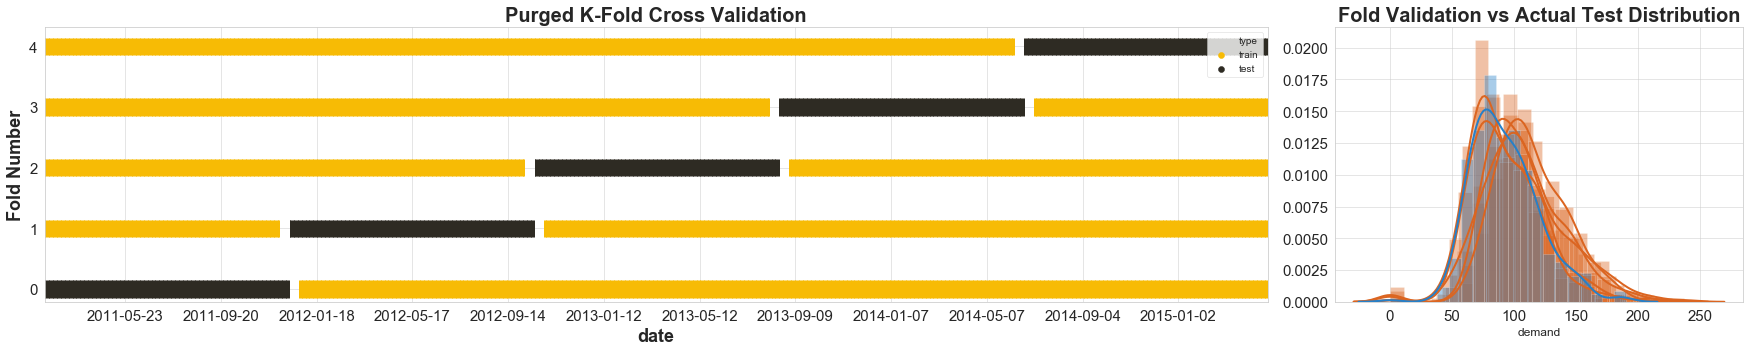 Purged K-Fold Cross Validation
Fold Number
4
3
2
1
0
type
train
test
2011-05-23 2011-09-20 2012-01-18 2012-05-17 2012-09-14 2013-01-12 2013-05-12 2013-09-09 2014-01-07 2014-05-07 2014-09-04 2015-01-02
date
Fold Validation vs Actual Test Distribution
0.0200
0.0175
0.0150
0.0125
0.0100
0.0075
0.0050
0.0025
0.0000
0 50 100 150 200 250
demand